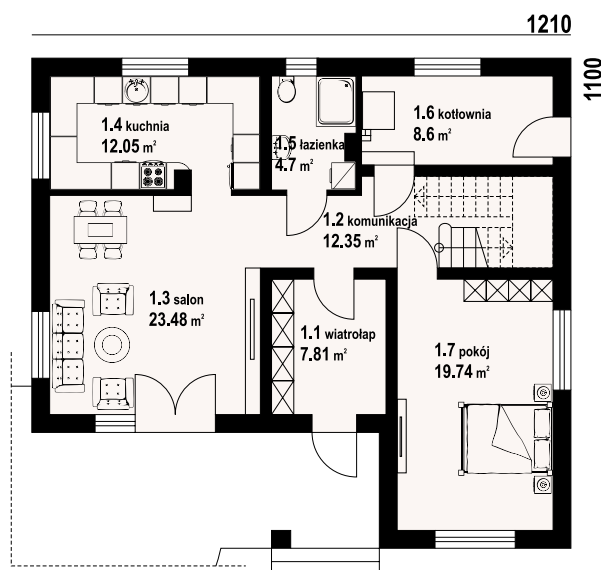 1210
1100
1.4 kuchnia
12.05 m²
1.5 łazienka
4.7 m²
1.6 kotłownia
8.6 m²
1.2 komunikacja
12.35 m²
1.3 salon
23.48 m²
1.1 wiatrołap
7.81 m²
1.7 pokój
19.74 m²